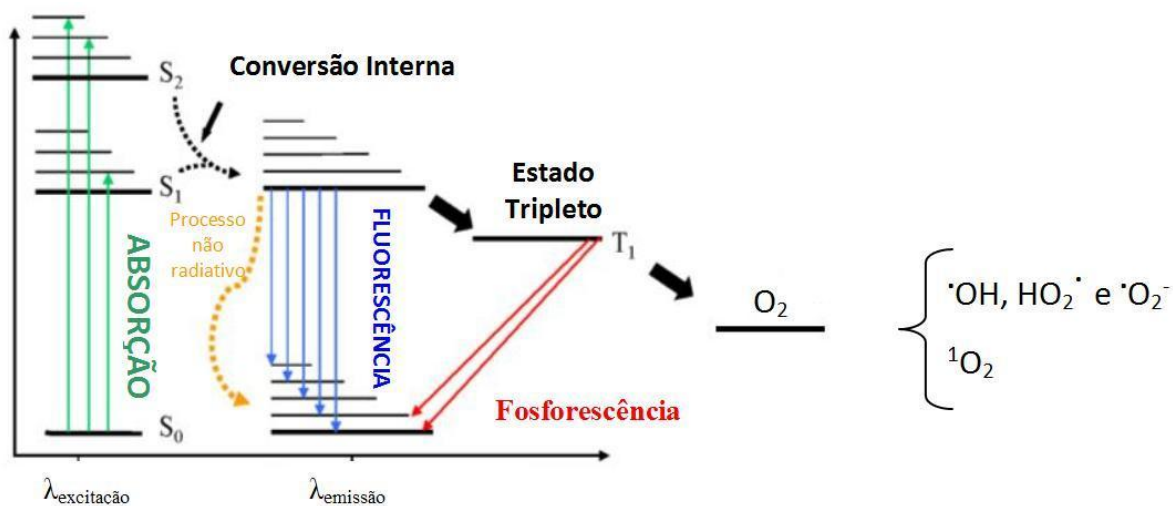 S₂
Conversão Interna
S₁
Processo
não
radiativo
ABSORÇÃO
FLUORESCÊNCIA
Estado
Tripleto
T₁
O₂
˙OH, HO₂˙ e ˙O₂⁻
¹O₂
Fosforescência
S₀
λexcitação
λemissão